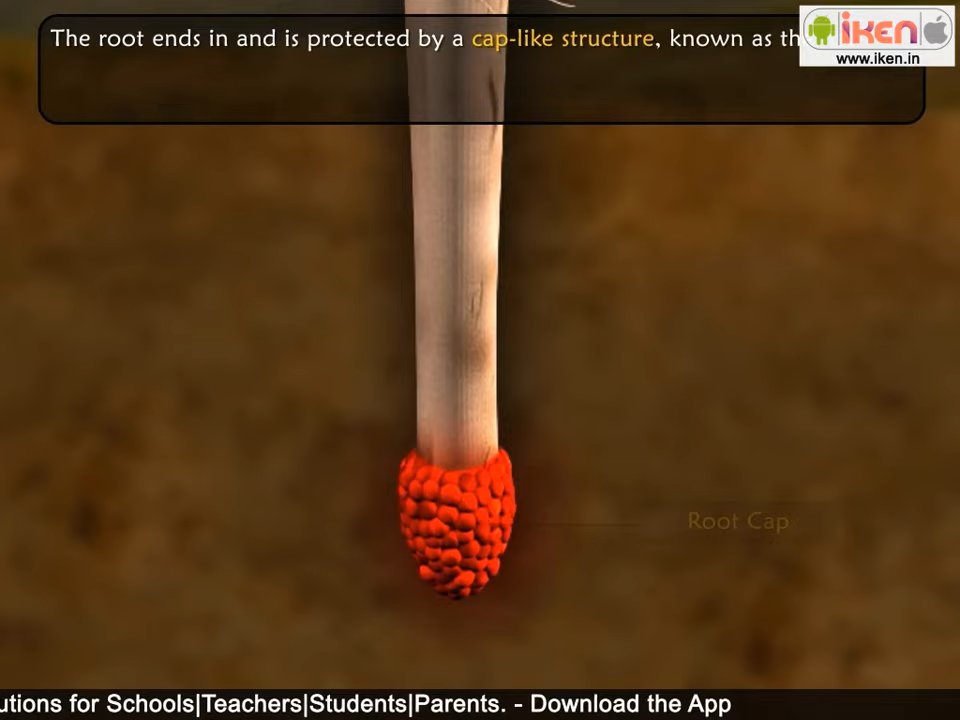 The root ends in and is protected by a cap-like structure, known as th
iken
www.iken.in
Root Cap
utions for Schools|Teachers|Students|Parents. - Download the App